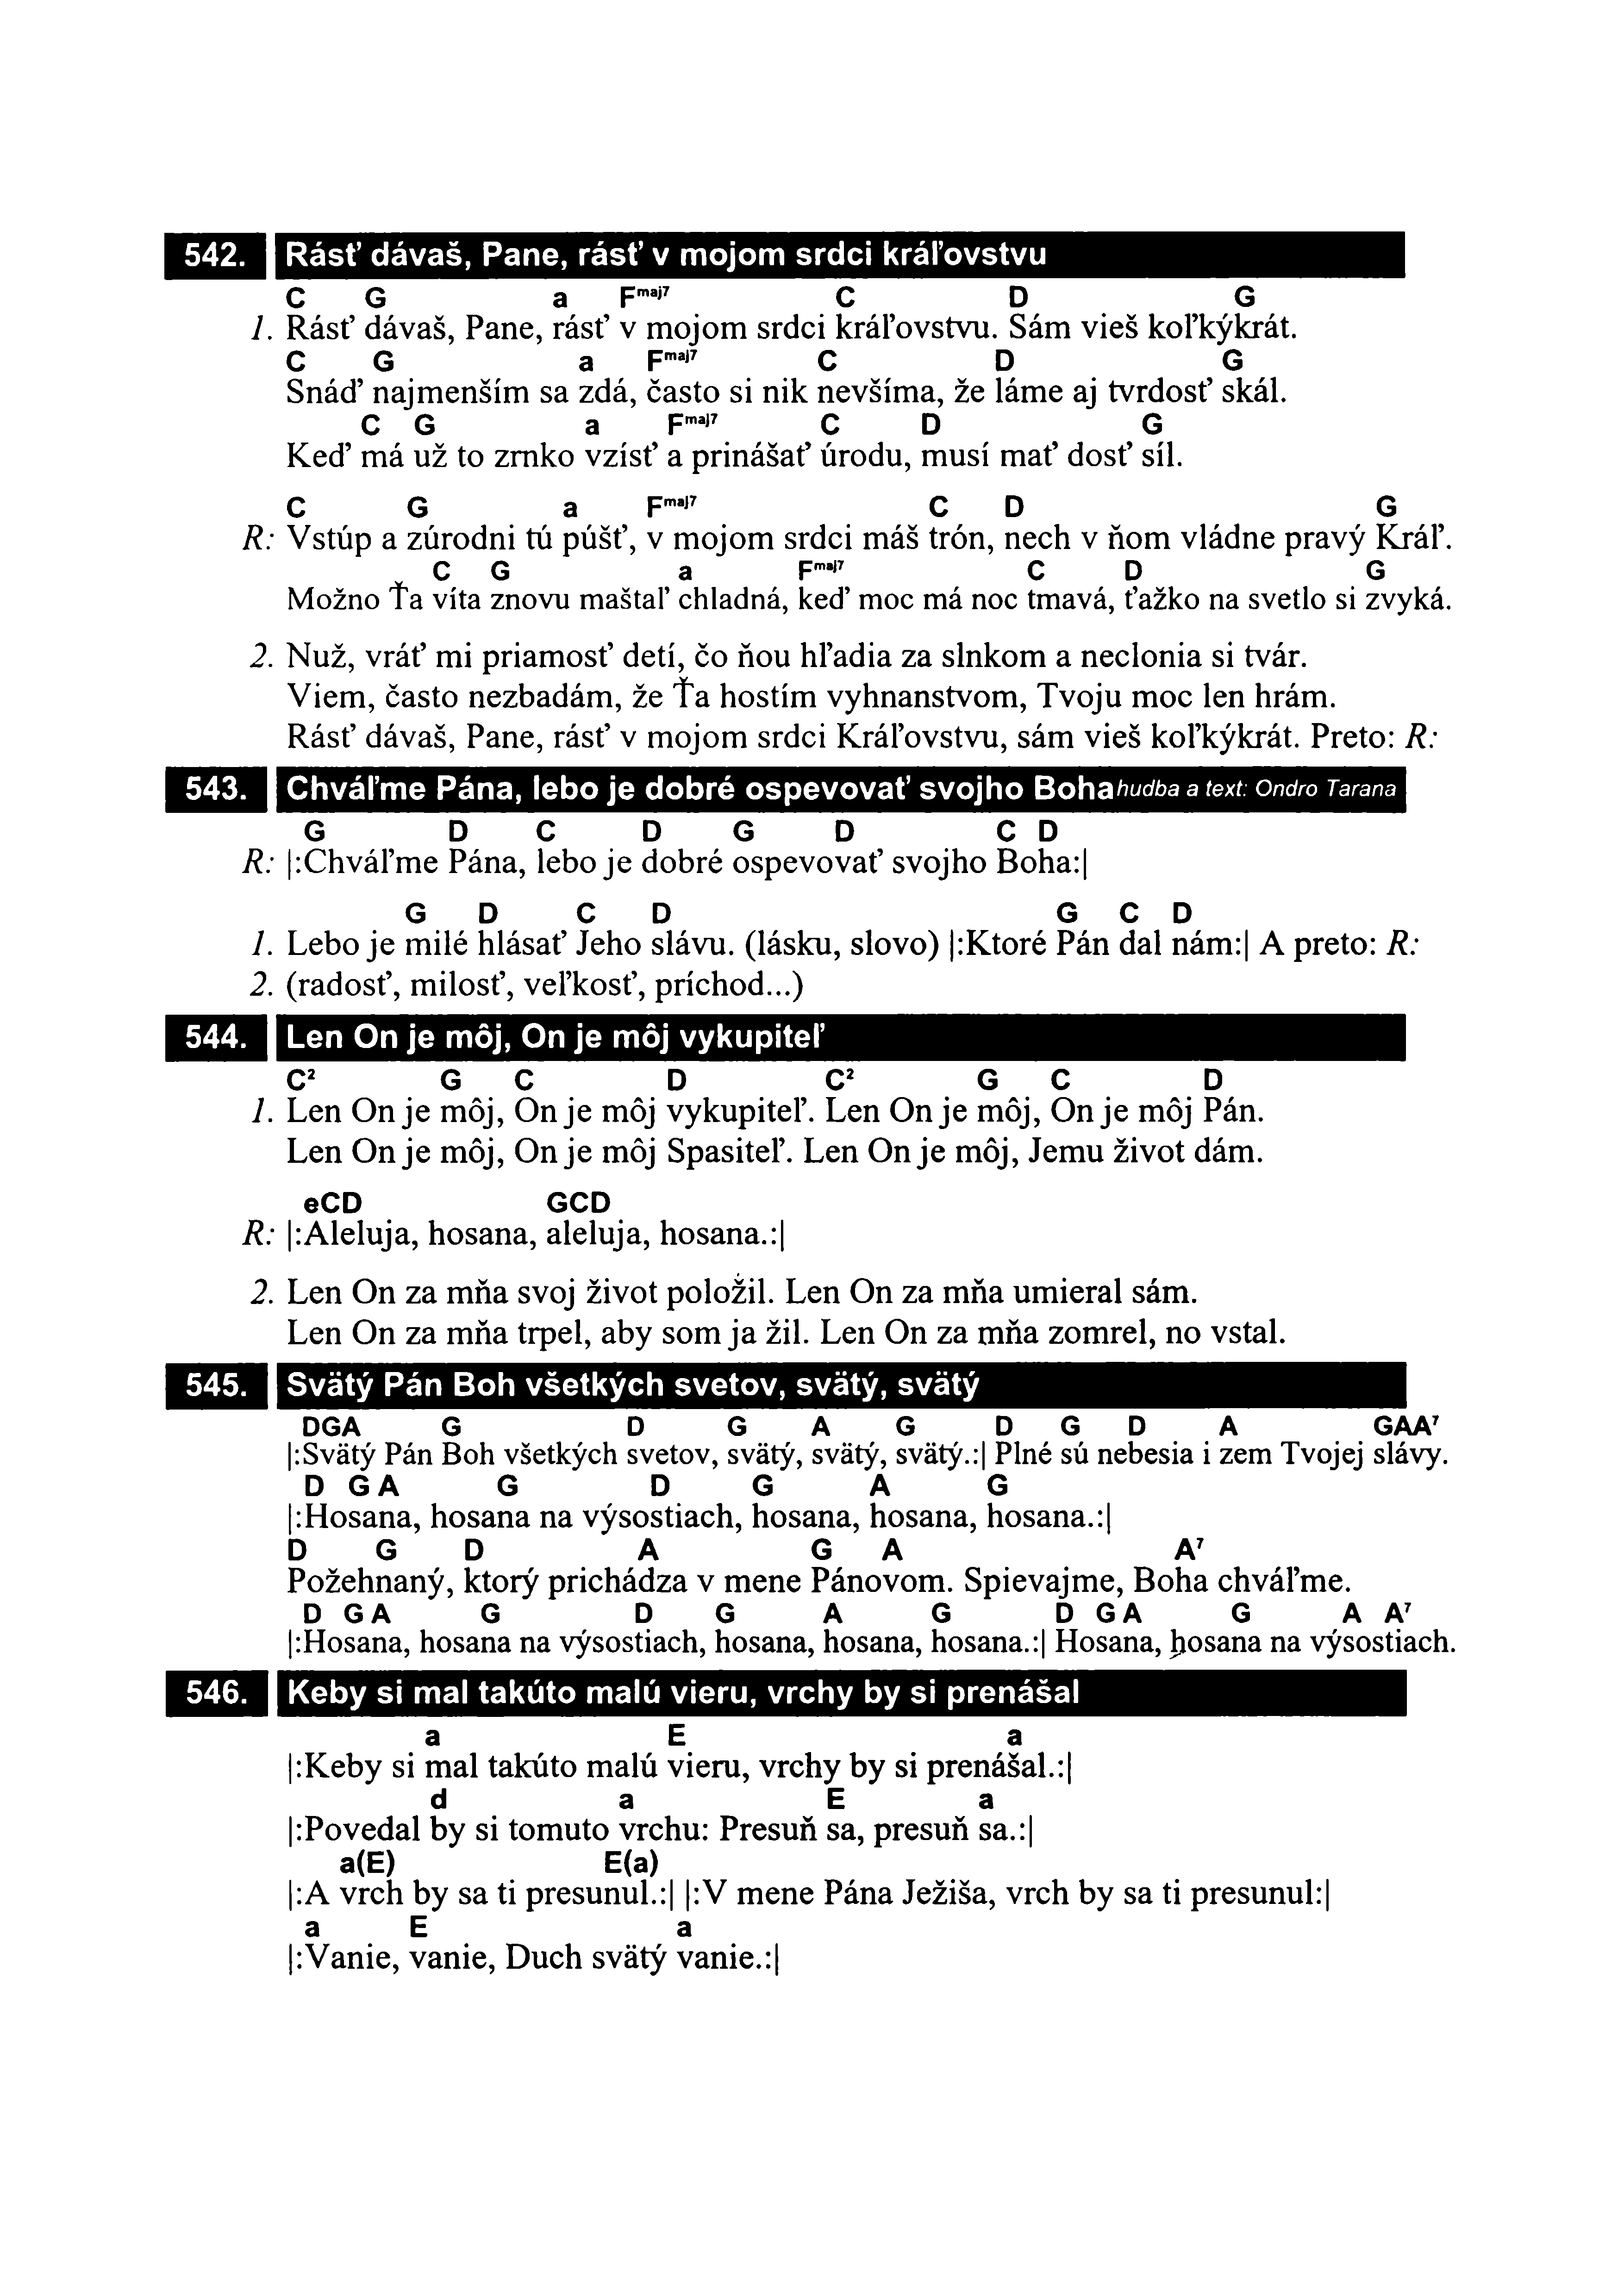 542. Rásť dávaš, Pane, rásť v mojom srdci kráľovstvu
C G a Fmaj7 C D G
1. Rásť dávaš, Pane, rásť v mojom srdci kráľovstvu. Sám vieš koľkýkrát.
C G a Fmaj7 C D G
Snáď najmenším sa zdá, často si nik nevšíma, že láme aj tvrdosť skál.
C G a Fmaj7 C D G
Keď má už to zrnko vzísť a prinášať úrodu, musí mať dosť síl.
C G a Fmaj7 C D G
R: Vstúp a zúrodni tú púšť, v mojom srdci máš trón, nech v ňom vládne pravý Kráľ.
C G a Fmaj7 C D G
Možno Ťa víta znovu maštaľ chladná, keď moc má noc tmavá, ťažko na svetlo si zvyká.
2. Nuž, vráť mi priamosť detí, čo ňou hľadia za slnkom a neclonia si tvár.
Viem, často nezbadám, že Ťa hostím vyhnanstvom, Tvoju moc len hrám.
Rásť dávaš, Pane, rásť v mojom srdci Kráľovstvu, sám vieš koľkýkrát. Preto: R:
543. Chváľme Pána, lebo je dobré ospevovať svojho Boha hudba a text: Ondro Tarana
G D C D G D C D
R: |:Chváľme Pána, lebo je dobré ospevovať svojho Boha:|
G D C D G C D
1. Lebo je milé hlásať Jeho slávu. (lásku, slovo) |:Ktoré Pán dal nám:| A preto: R:
2. (radosť, milosť, veľkosť, príchod...)
544. Len On je môj, On je môj vykupiteľ
C² G C D C² G C D
1. Len On je môj, On je môj vykupiteľ. Len On je môj, On je môj Pán.
Len On je môj, On je môj Spasiteľ. Len On je môj, Jemu život dám.
eCD GCD
R: |:Aleluja, hosana, aleluja, hosana.:|
2. Len On za mňa svoj život položil. Len On za mňa umieral sám.
Len On za mňa trpel, aby som ja žil. Len On za mňa zomrel, no vstal.
545. Svätý Pán Boh všetkých svetov, svätý, svätý
DGA G D G A G D G D A GAA⁷
|:Svätý Pán Boh všetkých svetov, svätý, svätý, svätý.:| Plné sú nebesia i zem Tvojej slávy.
D G A G D G A G
|:Hosana, hosana na výsostiach, hosana, hosana, hosana.:|
D G D A G A A⁷
Požehnaný, ktorý prichádza v mene Pánovom. Spievajme, Boha chváľme.
D G A G D G A G D G A G A A⁷
|:Hosana, hosana na výsostiach, hosana, hosana, hosana.:| Hosana, hosana na výsostiach.
546. Keby si mal takúto malú vieru, vrchy by si prenášal
a E a
|:Keby si mal takúto malú vieru, vrchy by si prenášal.:|
d a E a
|:Povedal by si tomuto vrchu: Presuň sa, presuň sa.:|
a(E) E(a)
|:A vrch by sa ti presunul.:| |:V mene Pána Ježiša, vrch by sa ti presunul:|
a E a
|:Vanie, vanie, Duch svätý vanie.:|